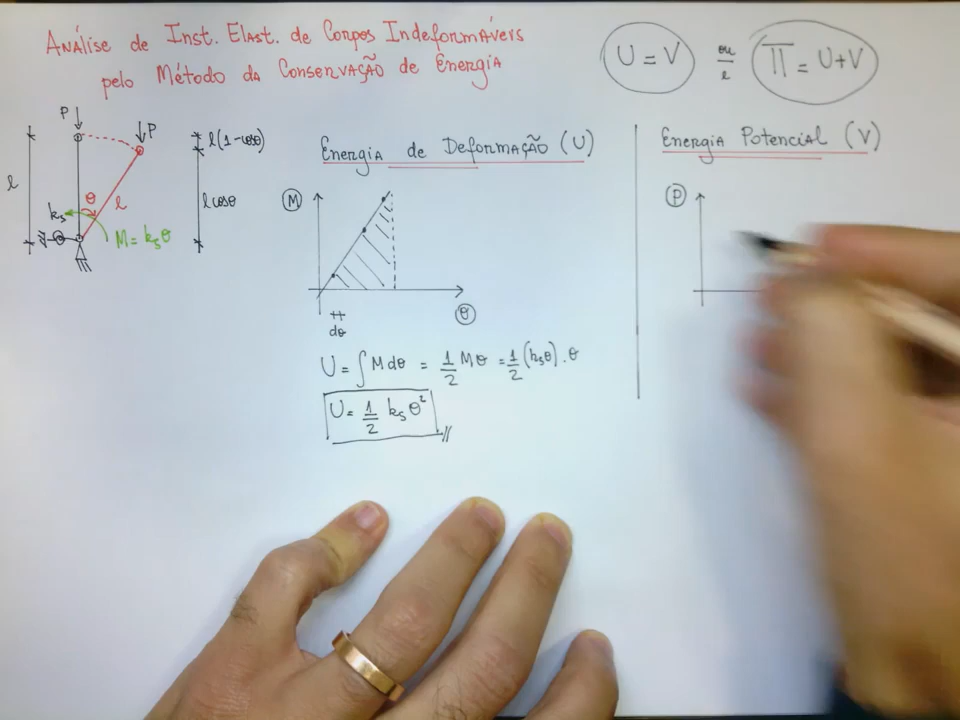 Análise de Inst. Elast. de Corpos Indeformáveis
pelo Método da Conservação de Energia
U = V ou Π = U+V
P
P
l
l(1-cosθ)
θ
l
l cosθ
ks
M = ksθ
Energia de Deformação (U)
M
θ
dθ
U = ∫ M dθ = 1/2 Mθ = 1/2 (ksθ) . θ
U = 1/2 ks θ² //
Energia Potencial (V)
P